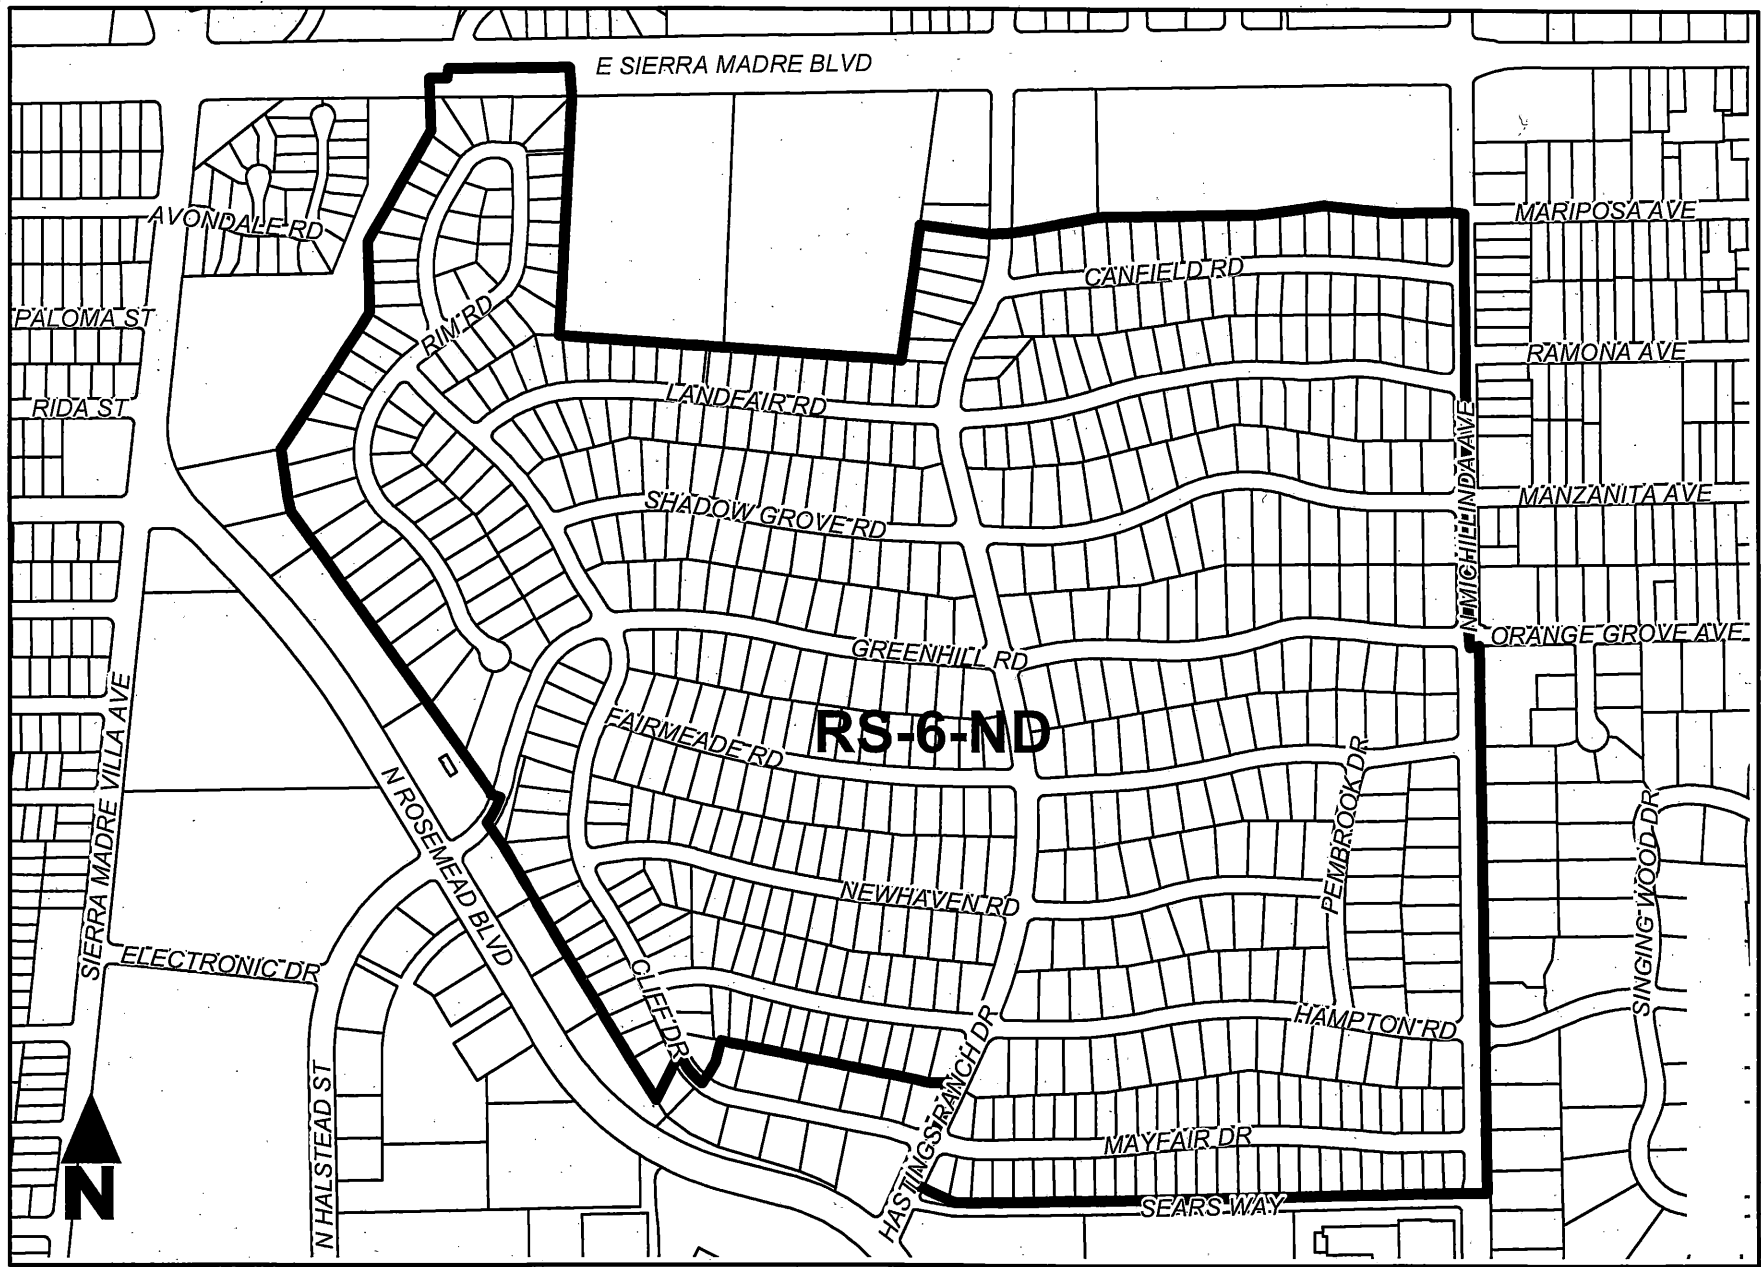 E SIERRA MADRE BLVD
AVONDALE RD
MARIPOSA AVE
CANFIELD RD
PALOMA ST
RIM RD
RAMONA AVE
RIDA ST
LANDFAIR RD
N MICHILLINDA AVE
SHADOW GROVE RD
MANZANITA AVE
ORANGE GROVE AVE
GREENHILL RD
SIERRA MADRE VILLA AVE
FAIRMEADE RD
RS-6-ND
PEMBROOK DR
N ROSEMEAD BLVD
SINGING WOOD DR
NEWHAVEN RD
ELECTRONIC DR
CLIFF DR
HAMPTON RD
HASTINGS RANCH DR
N HALSTEAD ST
MAYFAIR DR
N
SEARS WAY